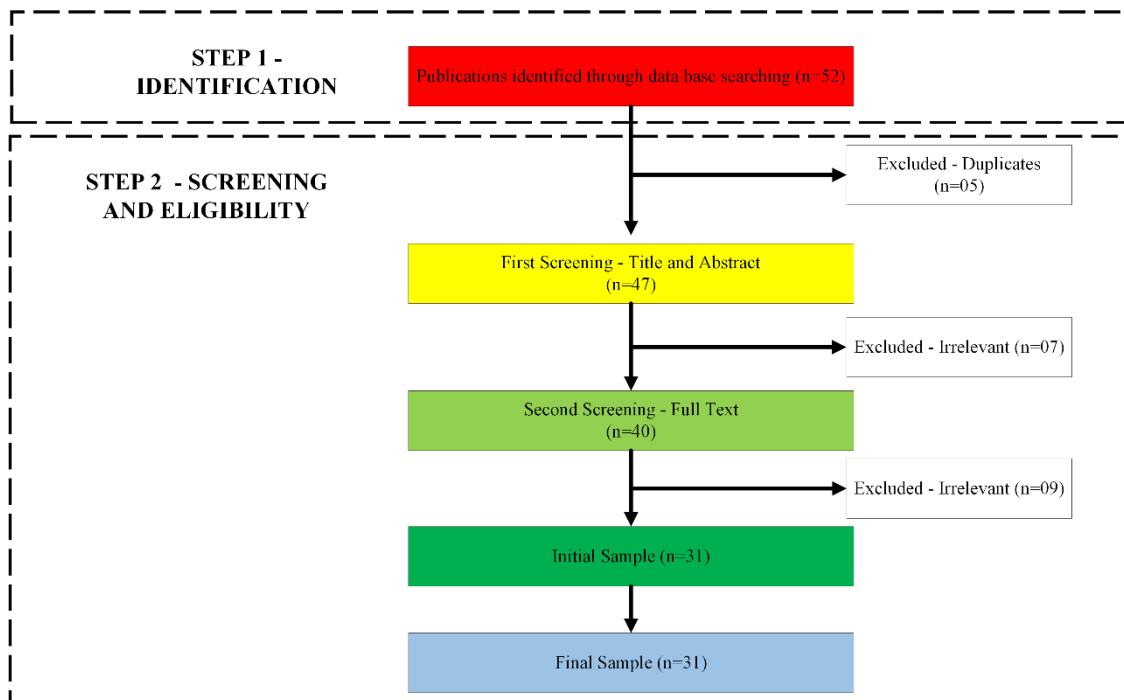 STEP 1 -
IDENTIFICATION
Publications identified through data base searching (n=52)
STEP 2 - SCREENING
AND ELIGIBILITY
Excluded - Duplicates
(n=05)
First Screening - Title and Abstract
(n=47)
Excluded - Irrelevant (n=07)
Second Screening - Full Text
(n=40)
Excluded - Irrelevant (n=09)
Initial Sample (n=31)
Final Sample (n=31)